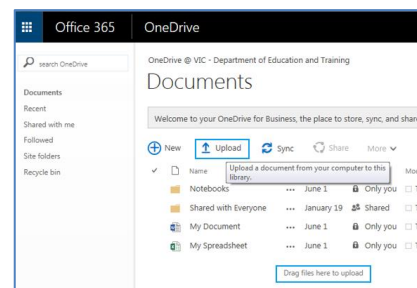 Office 365 OneDrive
search OneDrive
Documents
Recent
Shared with me
Followed
Site folders
Recycle bin
OneDrive @ VIC - Department of Education and Training
Documents
Welcome to your OneDrive for Business, the place to store, sync, and share
New Upload Sync Share More
Name
Upload a document from your computer to this
library.
Notebooks ... June 1 Only you
Shared with Everyone ... January 19 Shared
My Document ... June 1 Only you
My Spreadsheet ... June 1 Only you
Drag files here to upload